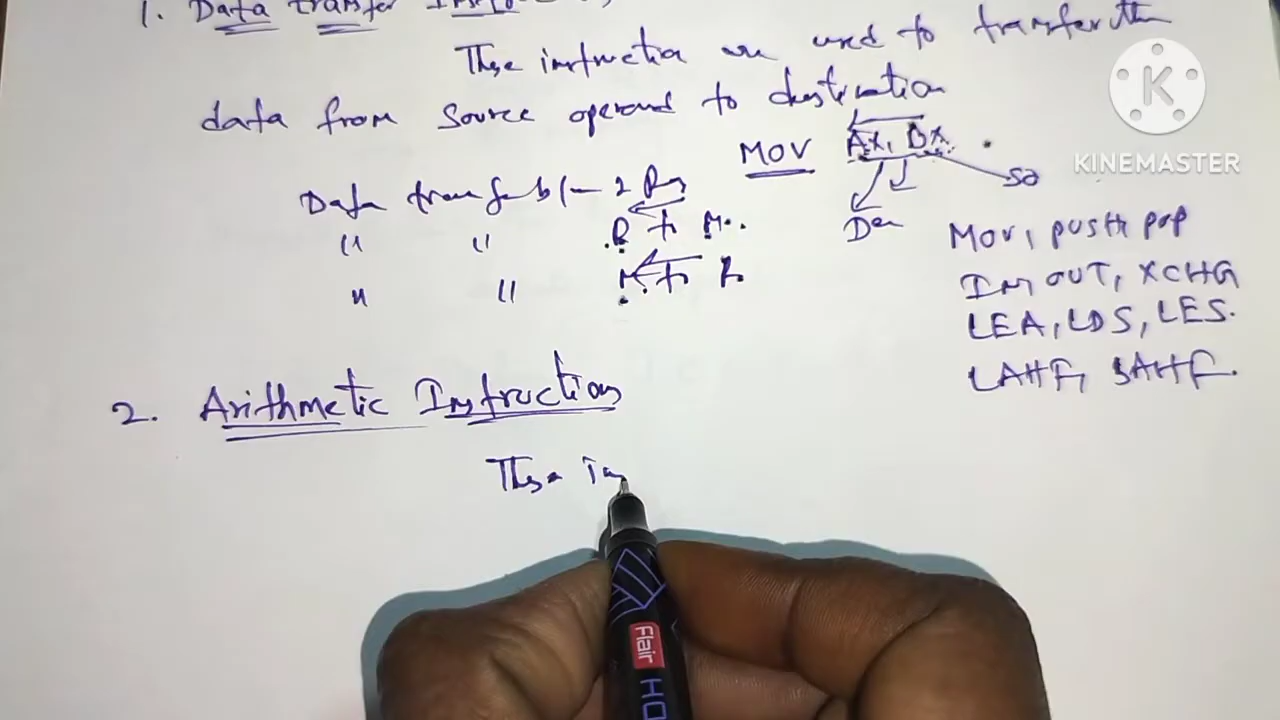 1. Data transfer
These instruction are used to transfer the
data from source operand to destination
MOV Ax, Bx
Data transfer b/n 2 Reg
So
" " R to M.
Den
MOV, push pop
" " M to R
IN, OUT, XCHG
LEA, LDS, LES.
LAHF, SAHF.
2. Arithmetic Instructions
These in
K
KINEMASTER
Flair
HO